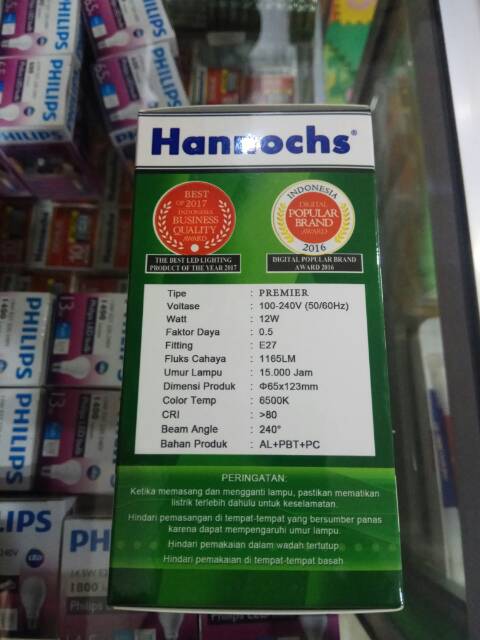 PHILIPS
PHILIPS
PHILIPS
PHILIPS
Hannochs®
BEST
OF 2017
INDONESIA
BUSINESS
QUALITY
AWARD
THE BEST LED LIGHTING
PRODUCT OF THE YEAR 2017
INDONESIA
DIGITAL
POPULAR
BRAND
AWARD
2016
DIGITAL POPULAR BRAND
AWARD 2016
Tipe : PREMIER
Voltase : 100-240V (50/60Hz)
Watt : 12W
Faktor Daya : 0.5
Fitting : E27
Fluks Cahaya : 1165LM
Umur Lampu : 15.000 Jam
Dimensi Produk : Φ65x123mm
Color Temp : 6500K
CRI : >80
Beam Angle : 240°
Bahan Produk : AL+PBT+PC
PERINGATAN:
Ketika memasang dan mengganti lampu, pastikan mematikan
listrik terlebih dahulu untuk keselamatan.
Hindari pemasangan di tempat-tempat yang bersumber panas
karena dapat mempengaruhi umur lampu.
Hindari pemakaian dalam wadah tertutup.
Hindari pemakaian di tempat-tempat basah
PHILIPS
LIPS
PH
1800